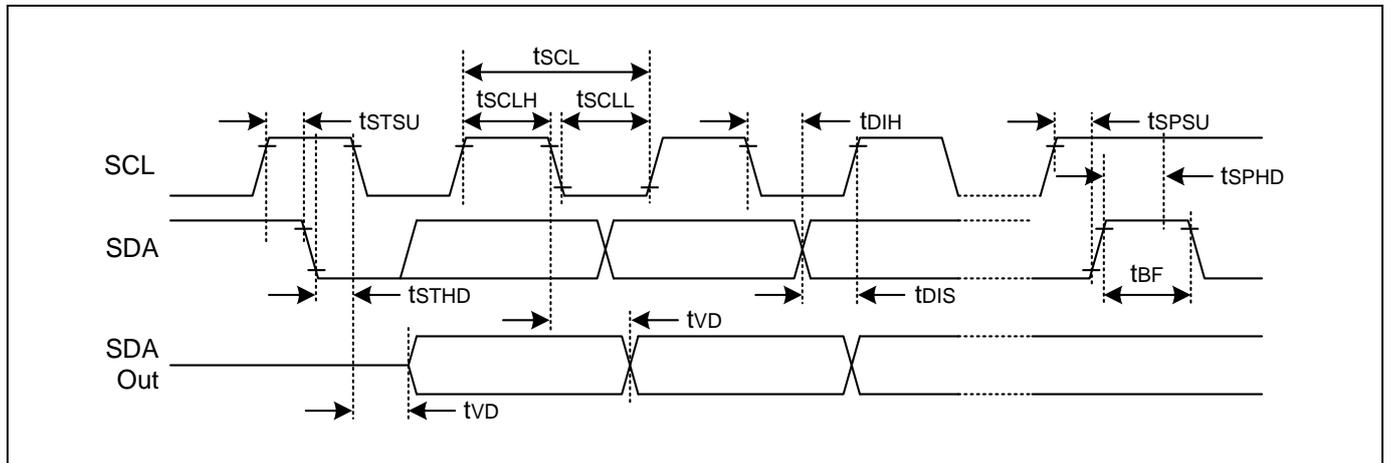 tSCL
tSCLH
tSCLL
tSTSU
tDIH
tSPSU
SCL
tSPHD
SDA
tBF
tSTHD
tDIS
tVD
SDA
Out
tVD